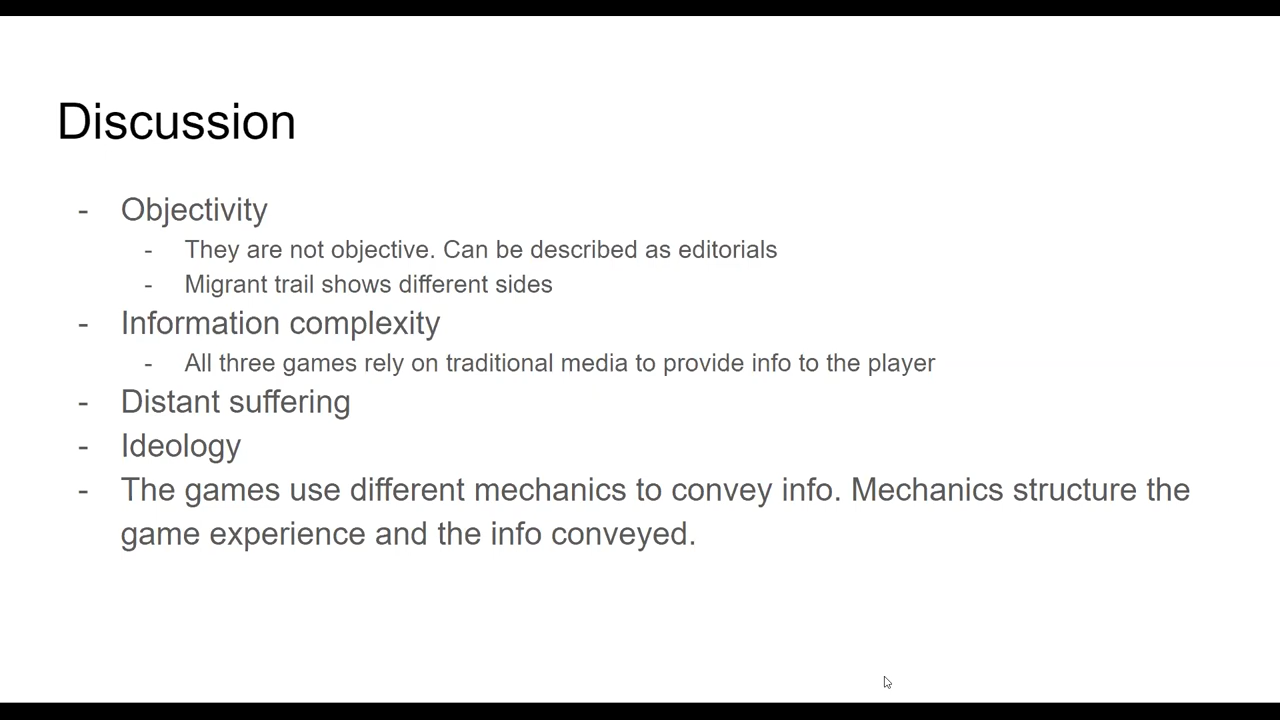 Discussion
- Objectivity
- They are not objective. Can be described as editorials
- Migrant trail shows different sides
- Information complexity
- All three games rely on traditional media to provide info to the player
- Distant suffering
- Ideology
- The games use different mechanics to convey info. Mechanics structure the
game experience and the info conveyed.